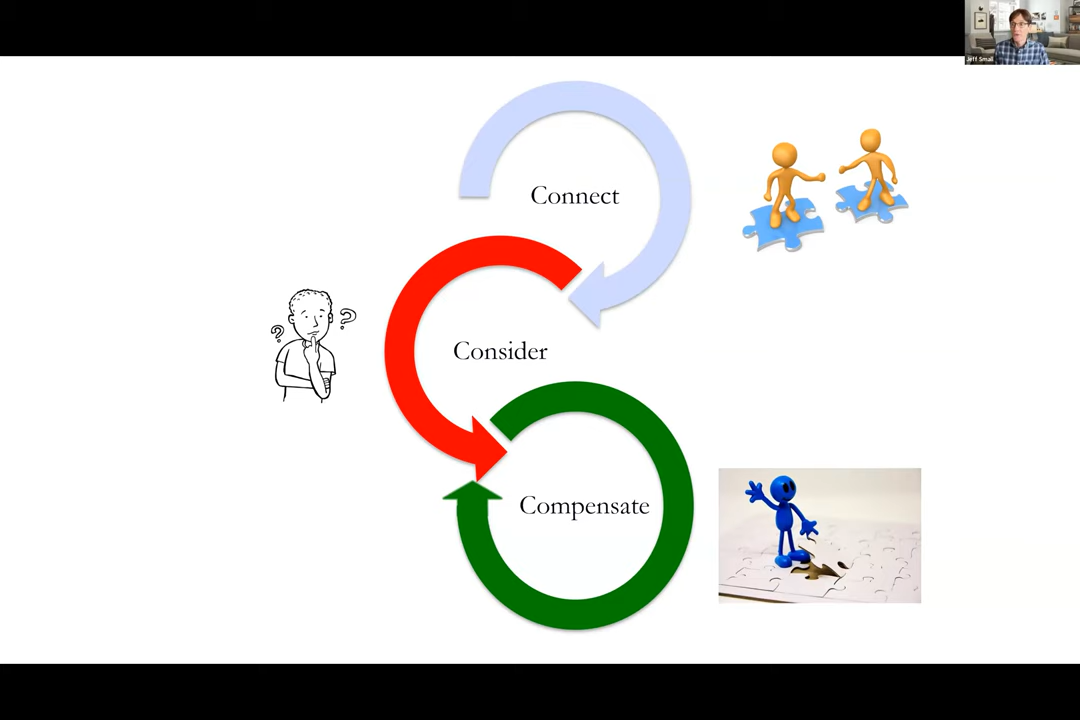 Jeff Small
Connect
? ?
Consider
Compensate